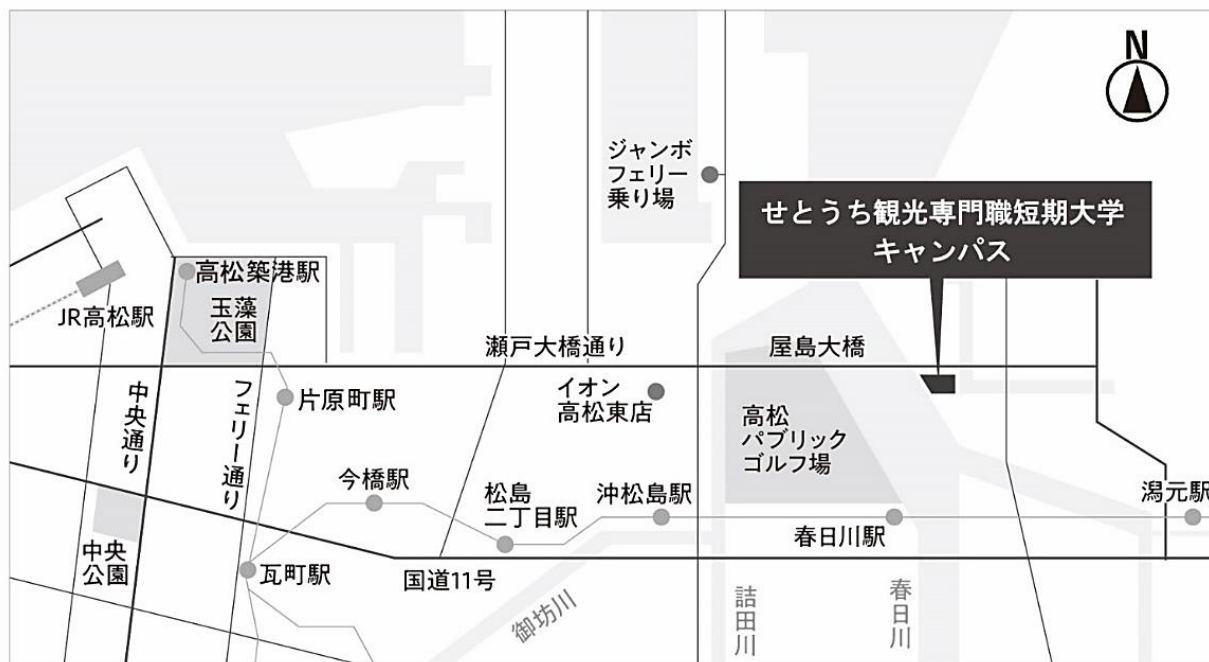 N
ジャンボ
フェリー
乗り場
せとうち観光専門職短期大学
キャンパス
高松築港駅
玉藻
公園
JR高松駅
瀬戸大橋通り
屋島大橋
中央通り
フェリー通り
片原町駅
イオン
高松東店
高松
パブリック
ゴルフ場
今橋駅
松島
二丁目駅
沖松島駅
春日川駅
潟元駅
中央
公園
瓦町駅
国道11号
御坊川
詰田川
春日川